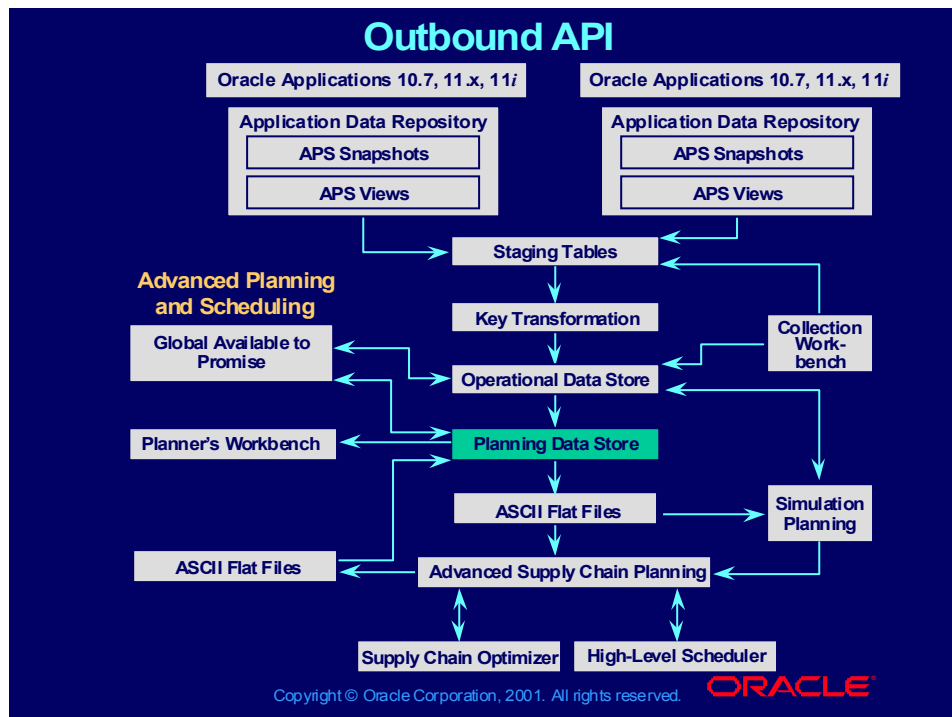 Outbound API
Oracle Applications 10.7, 11.x, 11i
Oracle Applications 10.7, 11.x, 11i
Application Data Repository
APS Snapshots
APS Views
Application Data Repository
APS Snapshots
APS Views
Staging Tables
Advanced Planning
and Scheduling
Key Transformation
Collection
Work-
bench
Global Available to
Promise
Operational Data Store
Planner's Workbench
Planning Data Store
ASCII Flat Files
Simulation
Planning
ASCII Flat Files
Advanced Supply Chain Planning
Supply Chain Optimizer
High-Level Scheduler
Copyright © Oracle Corporation, 2001. All rights reserved.
ORACLE®